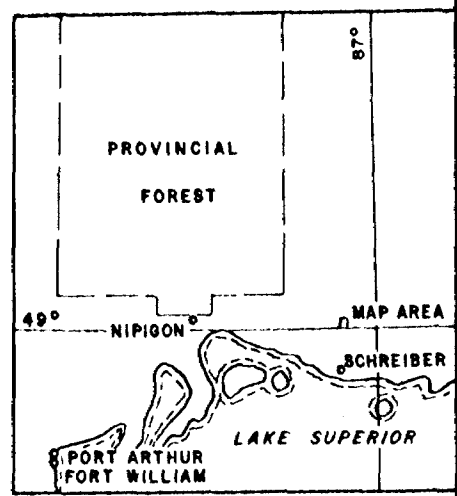 87°
PROVINCIAL
FOREST
49°
NIPIGON
MAP AREA
SCHREIBER
LAKE SUPERIOR
PORT ARTHUR
FORT WILLIAM